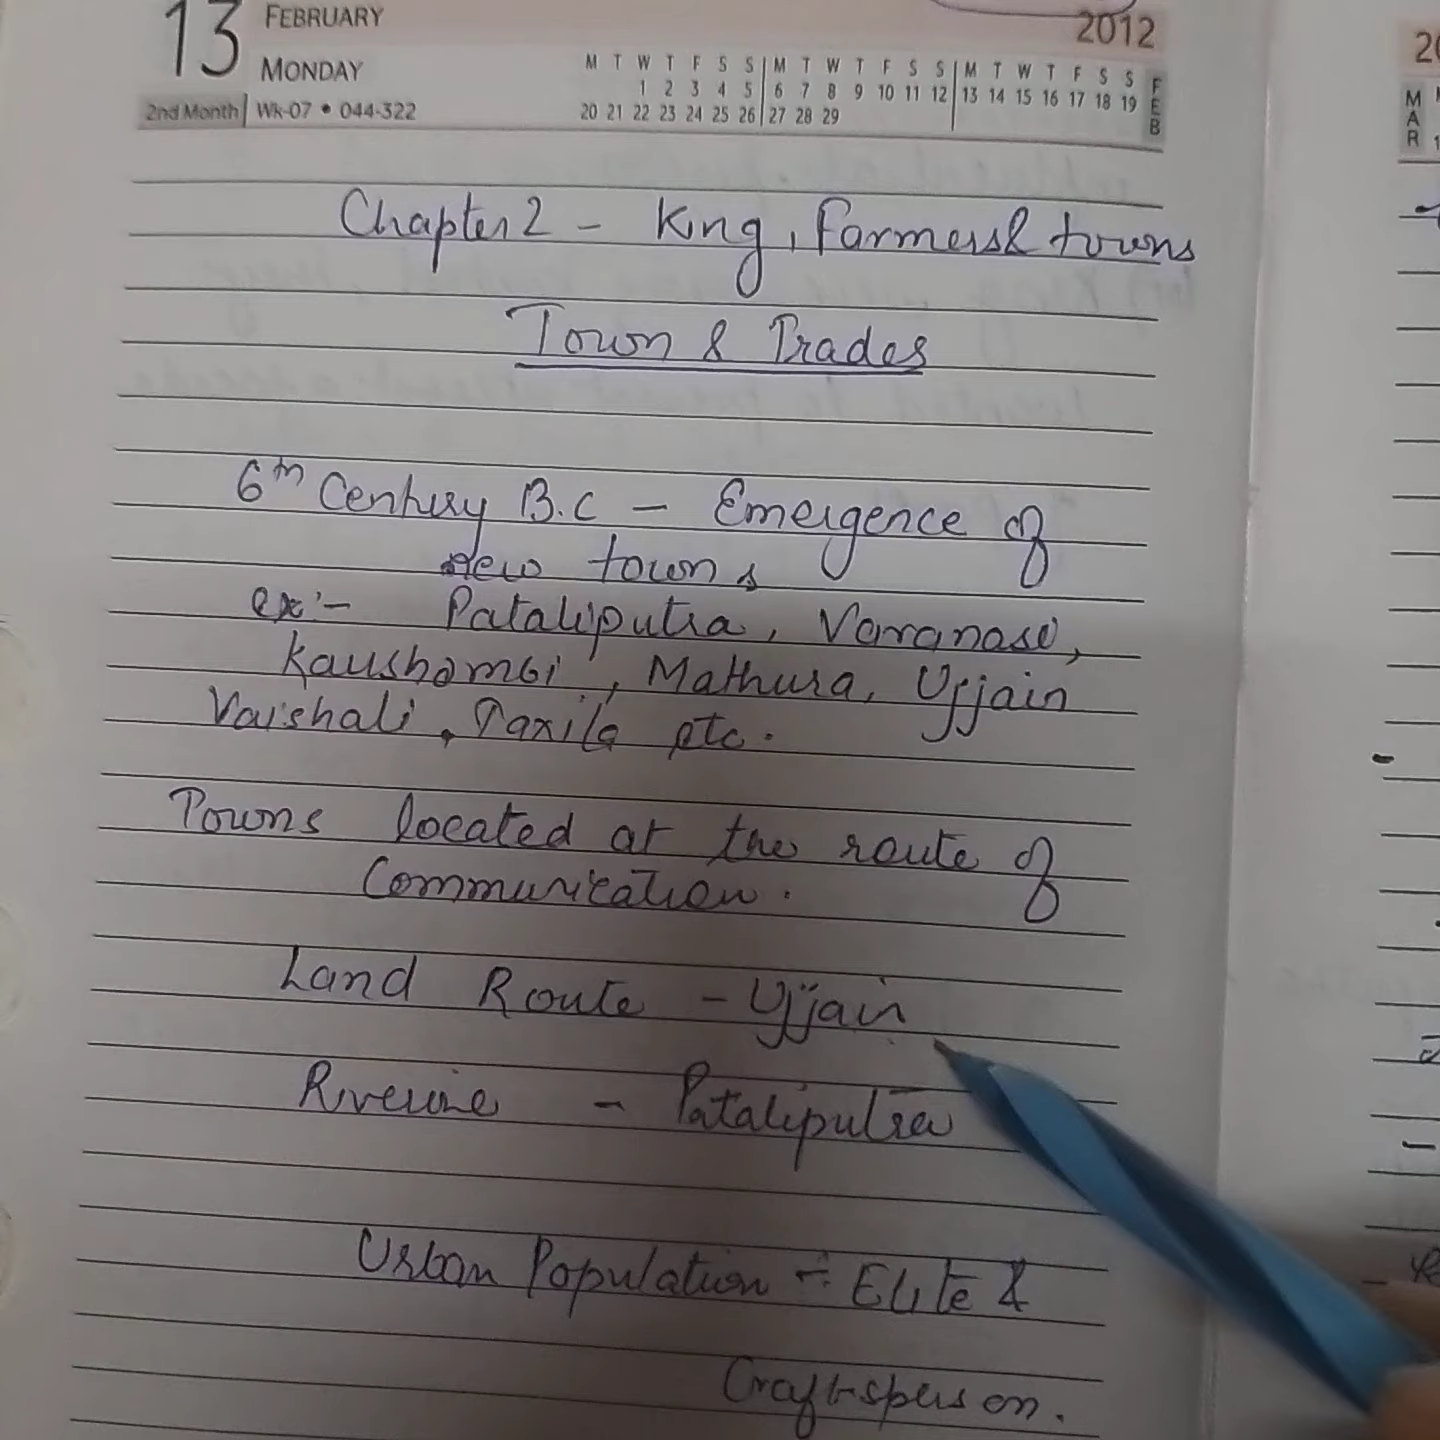 13 FEBRUARY 2012
MONDAY
2nd Month Wk-07 • 044-322
M T W T F S S M T W T F S S M T W T F S S
1 2 3 4 5 6 7 8 9 10 11 12 13 14 15 16 17 18 19
20 21 22 23 24 25 26 27 28 29
FEB
MAR
Chapter 2 - King, Farmers & towns
Town & Trades
6th Century B.C - Emergence of
new towns
ex:- Pataliputra, Varanasi,
Kaushambi, Mathura, Ujjain
Vaishali, Taxila etc.
Towns located at the route of
Communication.
Land Route - Ujjain
Riverine - Pataliputra
Urban Population :- Elite &
Craftsperson.